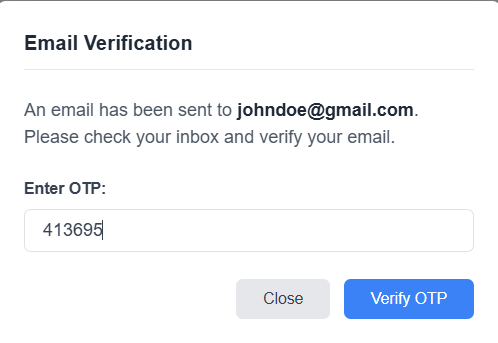 Email Verification
An email has been sent to johndoe@gmail.com.
Please check your inbox and verify your email.
Enter OTP:
413695
Close
Verify OTP